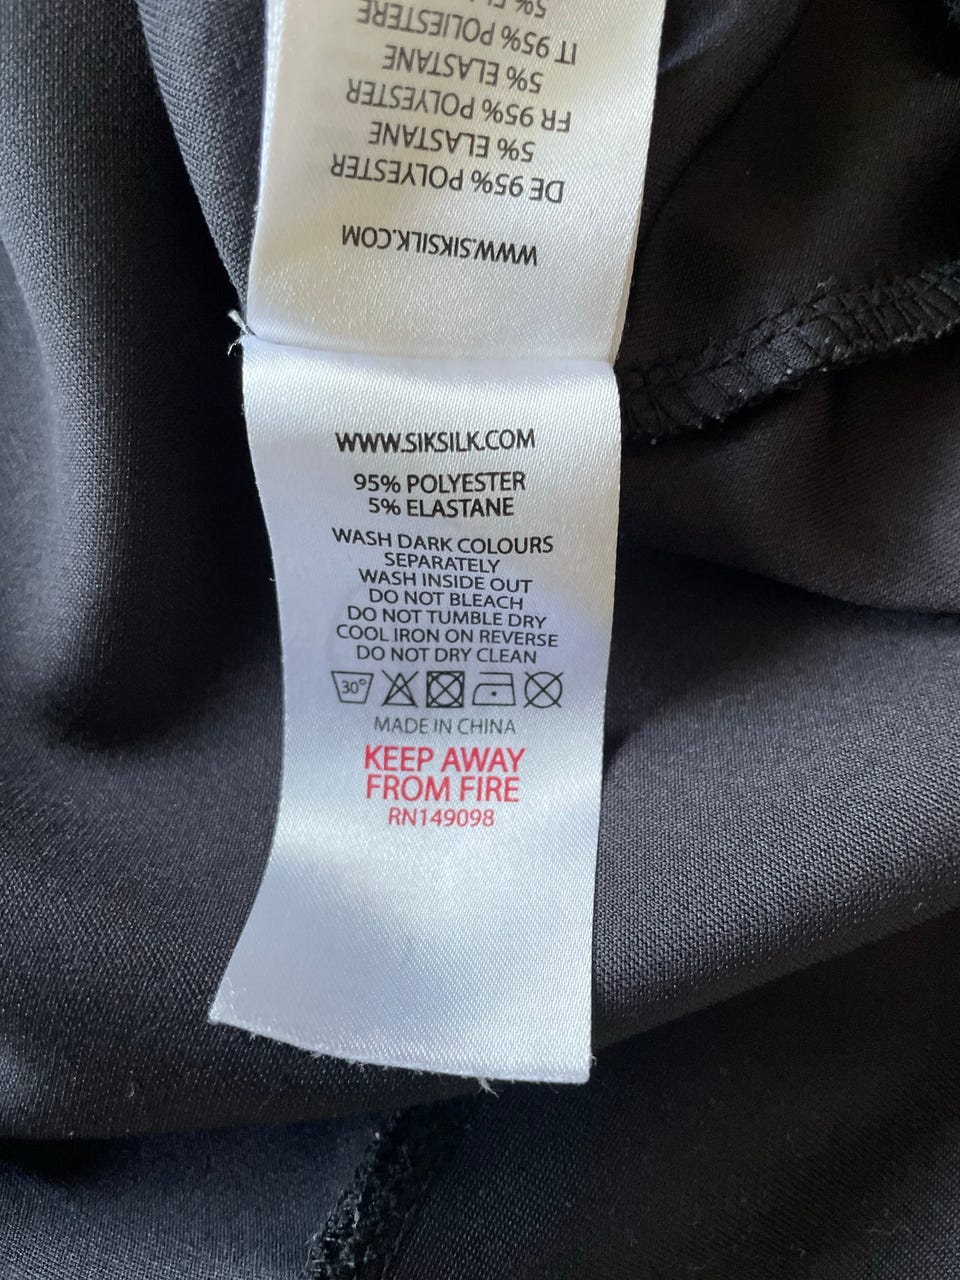 WWW.SIKSILK.COM
DE 95% POLYESTER
5% ELASTANE
FR 95% POLYESTER
5% ELASTANE
IT 95% POLIESTERE
5%
WWW.SIKSILK.COM
95% POLYESTER
5% ELASTANE
WASH DARK COLOURS
SEPARATELY
WASH INSIDE OUT
DO NOT BLEACH
DO NOT TUMBLE DRY
COOL IRON ON REVERSE
DO NOT DRY CLEAN
30°
MADE IN CHINA
KEEP AWAY
FROM FIRE
RN149098